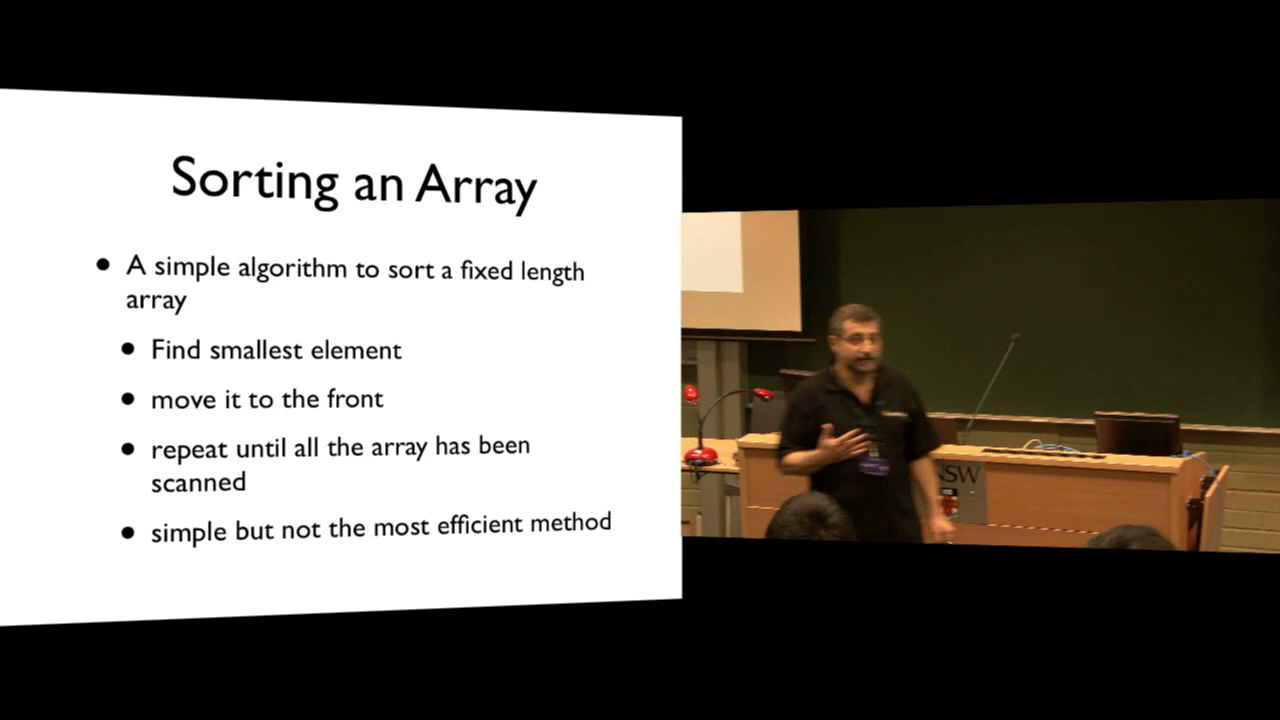 Sorting an Array
• A simple algorithm to sort a fixed length
array
• Find smallest element
• move it to the front
• repeat until all the array has been
scanned
• simple but not the most efficient method
NSW